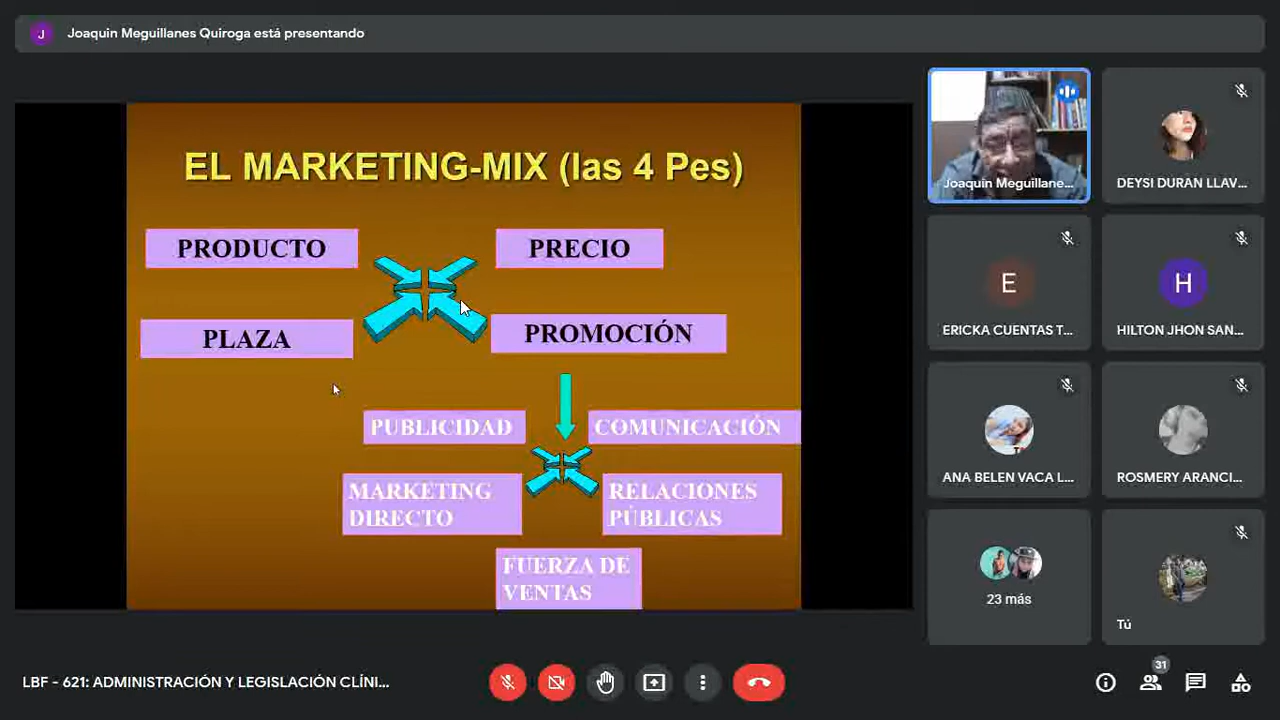 J
Joaquin Meguillanes Quiroga está presentando
EL MARKETING-MIX (las 4 Pes)
PRODUCTO
PRECIO
PLAZA
PROMOCIÓN
PUBLICIDAD
COMUNICACIÓN
MARKETING
DIRECTO
RELACIONES
PÚBLICAS
FUERZA DE
VENTAS
Joaquin Meguillane...
DEYSI DURAN LLAV...
E
ERICKA CUENTAS T...
H
HILTON JHON SAN...
ANA BELEN VACA L...
ROSMERY ARANCI...
23 más
Tú
LBF - 621: ADMINISTRACIÓN Y LEGISLACIÓN CLÍNI...
31